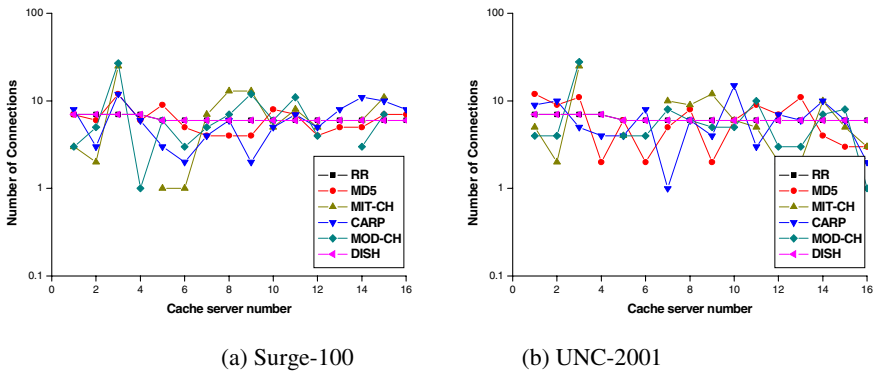 100
10
1
0.1
Number of Connections
0 2 4 6 8 10 12 14 16
Cache server number
RR
MD5
MIT-CH
CARP
MOD-CH
DISH
(a) Surge-100
100
10
1
0.1
Number of Connections
0 2 4 6 8 10 12 14 16
Cache server number
RR
MD5
MIT-CH
CARP
MOD-CH
DISH
(b) UNC-2001